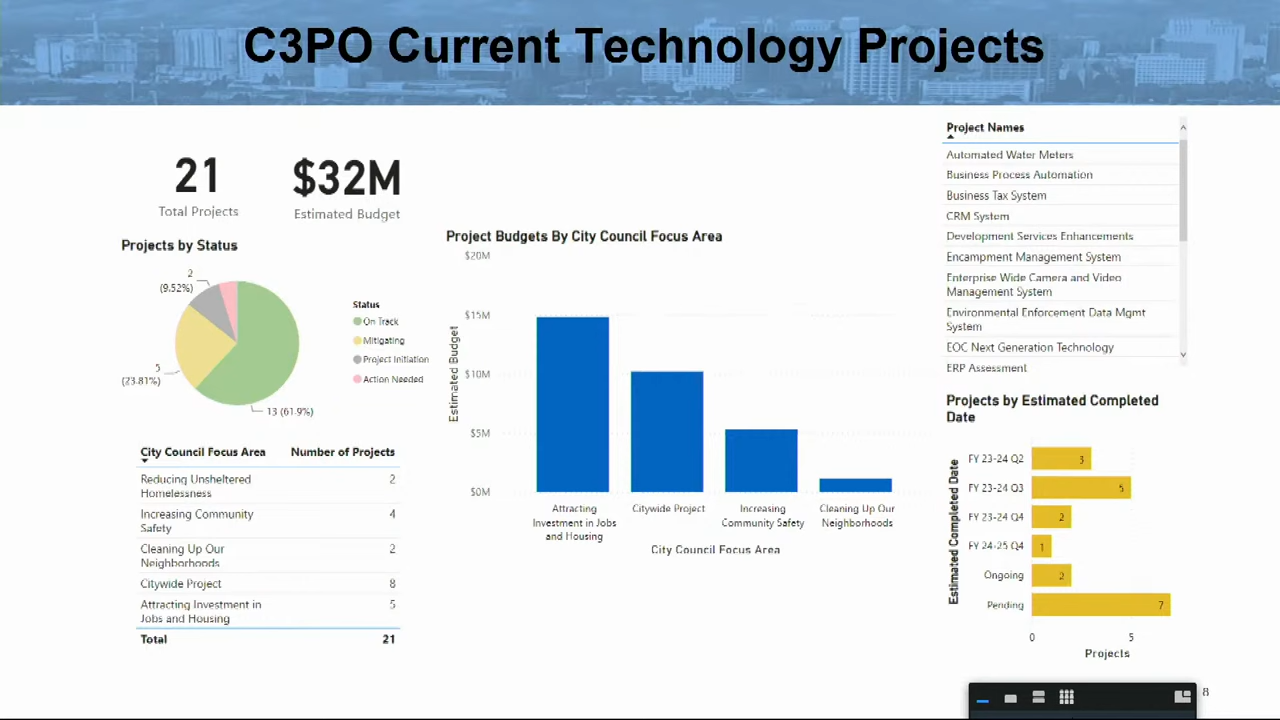 C3PO Current Technology Projects
21
Total Projects
$32M
Estimated Budget
Projects by Status
2
(9.52%)
5
(23.81%)
13 (61.9%)
Status
On Track
Mitigating
Project Initiation
Action Needed
City Council Focus Area Number of Projects
Reducing Unsheltered
Homelessness 2
Increasing Community
Safety 4
Cleaning Up Our
Neighborhoods 2
Citywide Project 8
Attracting Investment in
Jobs and Housing 5
Total 21
Project Budgets By City Council Focus Area
Estimated Budget
$20M
$15M
$10M
$5M
$0M
Attracting
Investment in Jobs
and Housing
Citywide Project
Increasing
Community Safety
Cleaning Up Our
Neighborhoods
City Council Focus Area
Project Names
Automated Water Meters
Business Process Automation
Business Tax System
CRM System
Development Services Enhancements
Encampment Management System
Enterprise Wide Camera and Video
Management System
Environmental Enforcement Data Mgmt
System
EOC Next Generation Technology
ERP Assessment
Projects by Estimated Completed
Date
Estimated Completed Date
FY 23-24 Q2 3
FY 23-24 Q3 5
FY 23-24 Q4 2
FY 24-25 Q4 1
Ongoing 2
Pending 7
0 5
Projects
8